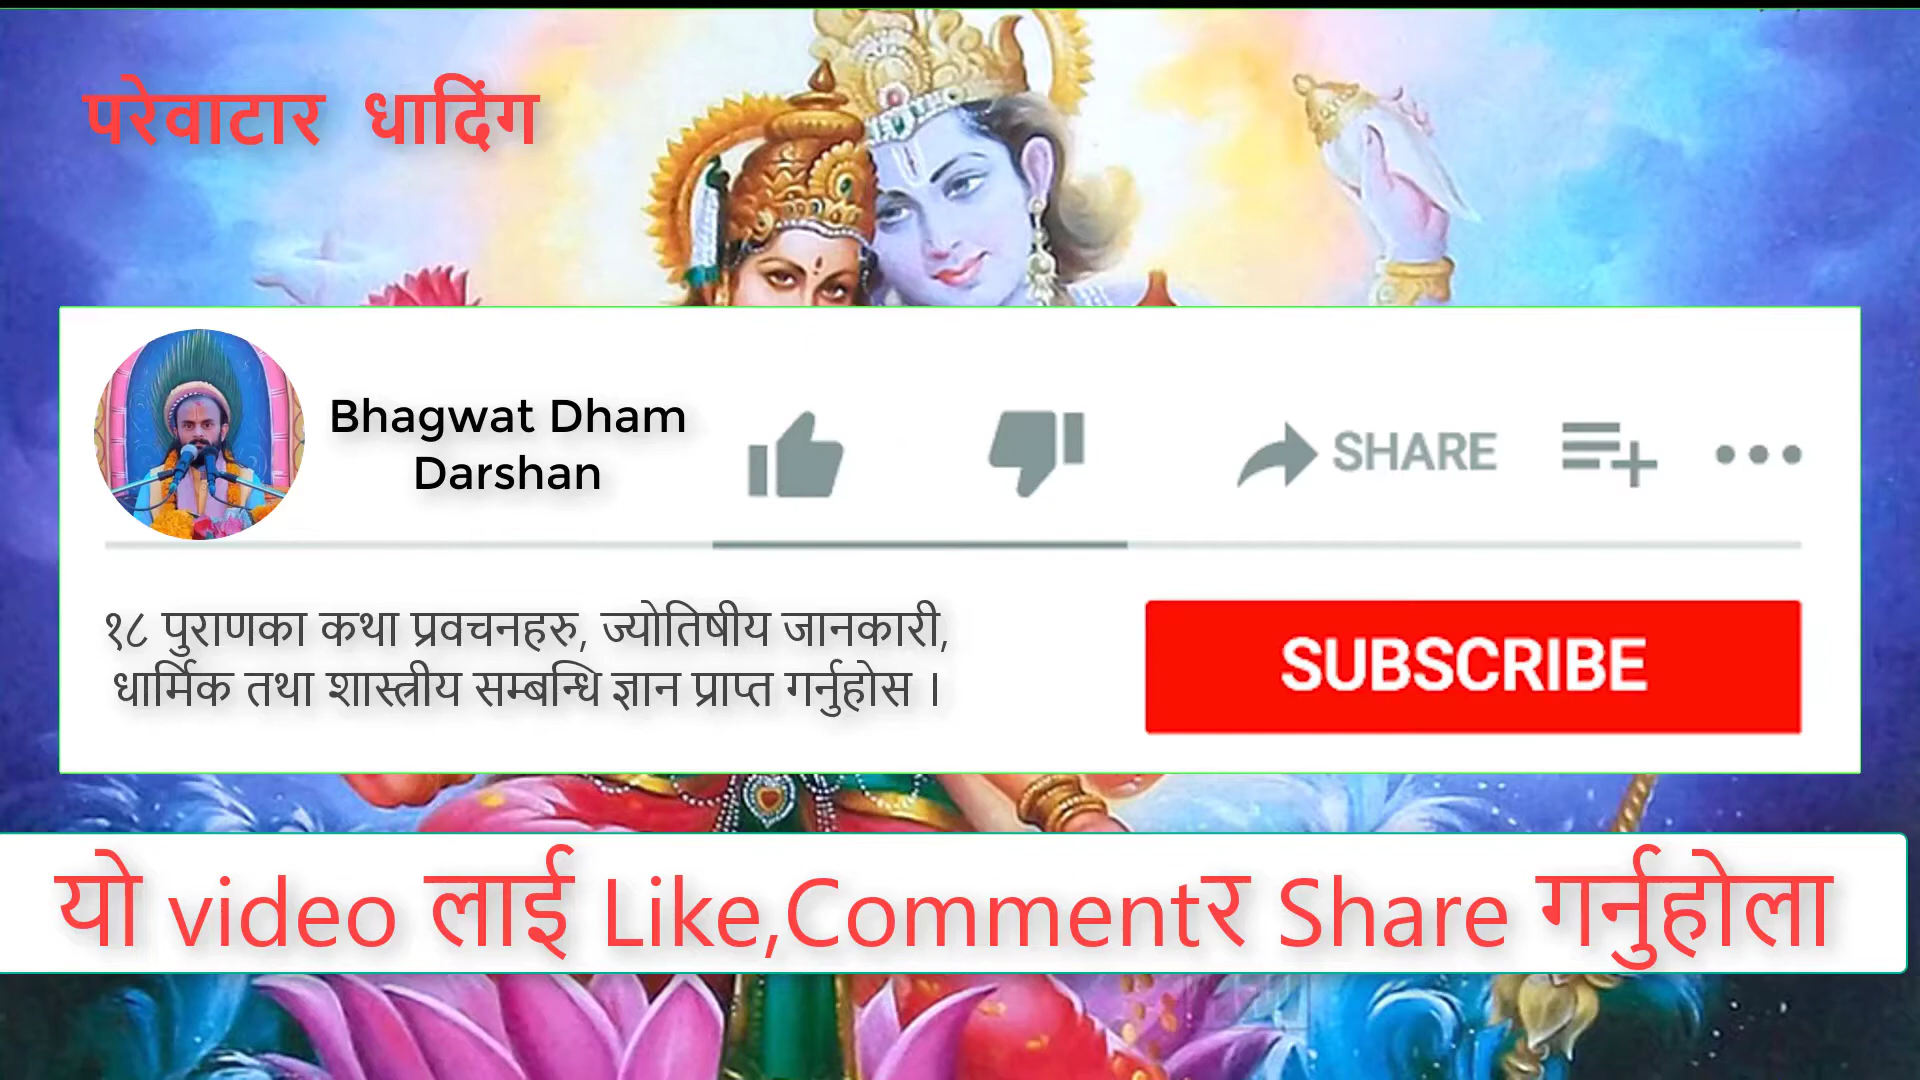 परेवाटार धादिंग
Bhagwat Dham
Darshan
SHARE
१८ पुराणका कथा प्रवचनहरु, ज्योतिषीय जानकारी,
धार्मिक तथा शास्त्रीय सम्बन्धि ज्ञान प्राप्त गर्नुहोस ।
SUBSCRIBE
यो video लाई Like,Commentर Share गर्नुहोला